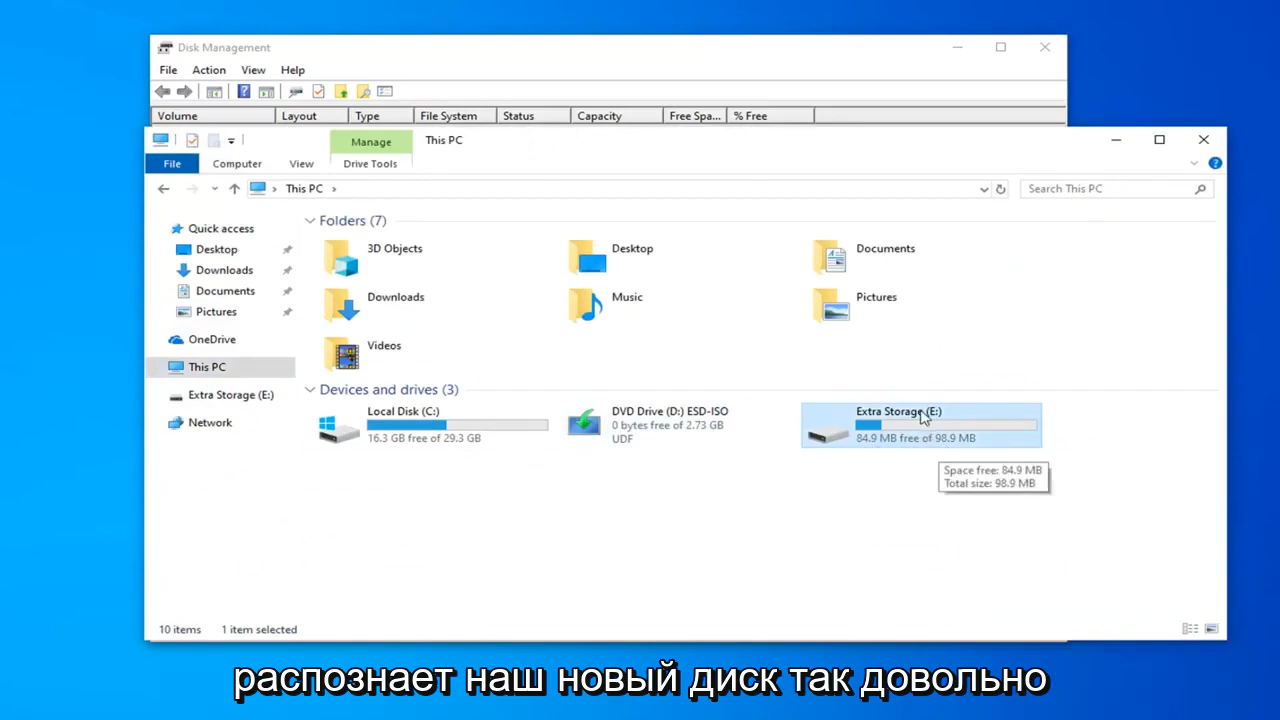 Disk Management
File Action View Help
Volume Layout Type File System Status Capacity Free Spa... % Free
Manage This PC
File Computer View Drive Tools
This PC
Search This PC
Quick access
Desktop
Downloads
Documents
Pictures
OneDrive
This PC
Extra Storage (E:)
Network
Folders (7)
3D Objects Desktop Documents
Downloads Music Pictures
Videos
Devices and drives (3)
Local Disk (C:) DVD Drive (D:) ESD-ISO Extra Storage (E:)
16.3 GB free of 29.3 GB 0 bytes free of 2.73 GB 84.9 MB free of 98.9 MB
UDF
Space free: 84.9 MB
Total size: 98.9 MB
10 items 1 item selected
распознает наш новый диск так довольно